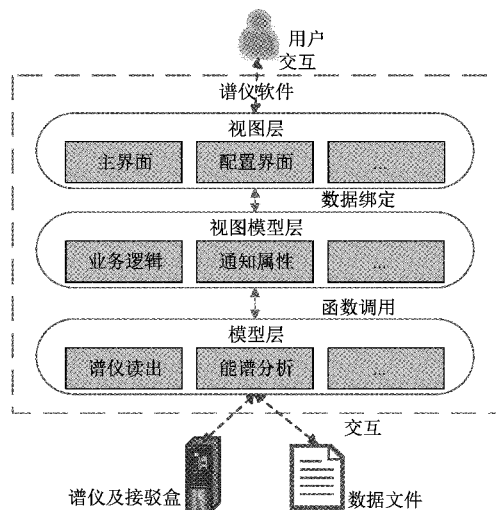 用户
交互
谱仪软件
视图层
主界面 配置界面 ...
数据绑定
视图模型层
业务逻辑 通知属性 ...
函数调用
模型层
谱仪读出 能谱分析 ...
交互
谱仪及接驳盒 数据文件